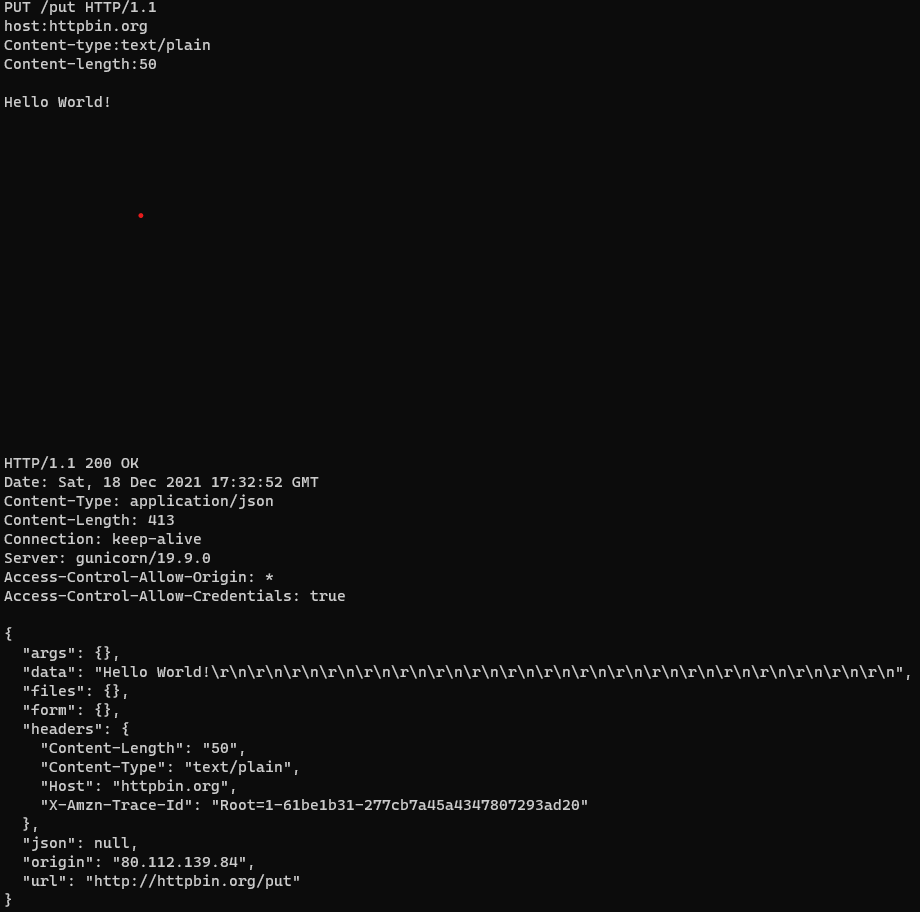 PUT /put HTTP/1.1
host:httpbin.org
Content-type:text/plain
Content-length:50
Hello World!
HTTP/1.1 200 OK
Date: Sat, 18 Dec 2021 17:32:52 GMT
Content-Type: application/json
Content-Length: 413
Connection: keep-alive
Server: gunicorn/19.9.0
Access-Control-Allow-Origin: *
Access-Control-Allow-Credentials: true
{
  "args": {},
  "data": "Hello World!\r\n\r\n\r\n\r\n\r\n\r\n\r\n\r\n\r\n\r\n\r\n\r\n\r\n\r\n\r\n\r\n\r\n\r\n\r\n",
  "files": {},
  "form": {},
  "headers": {
    "Content-Length": "50",
    "Content-Type": "text/plain",
    "Host": "httpbin.org",
    "X-Amzn-Trace-Id": "Root=1-61be1b31-277cb7a45a4347807293ad20"
  },
  "json": null,
  "origin": "80.112.139.84",
  "url": "http://httpbin.org/put"
}